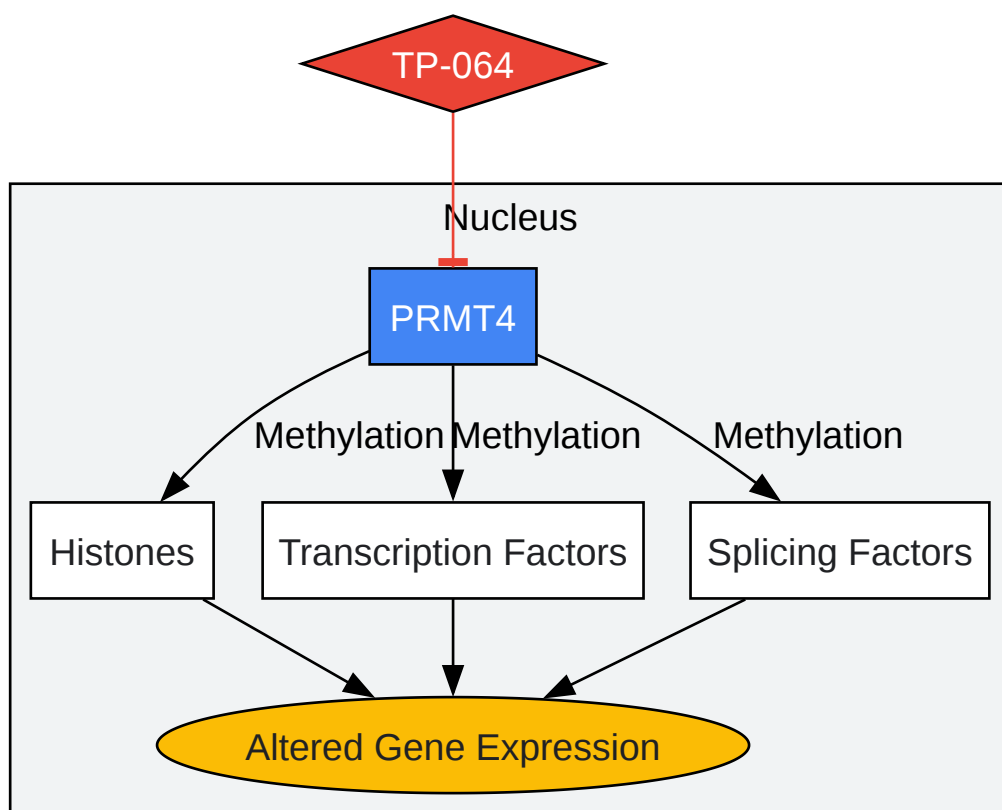 TP-064
Nucleus
PRMT4
Methylation
Methylation
Methylation
Histones
Transcription Factors
Splicing Factors
Altered Gene Expression